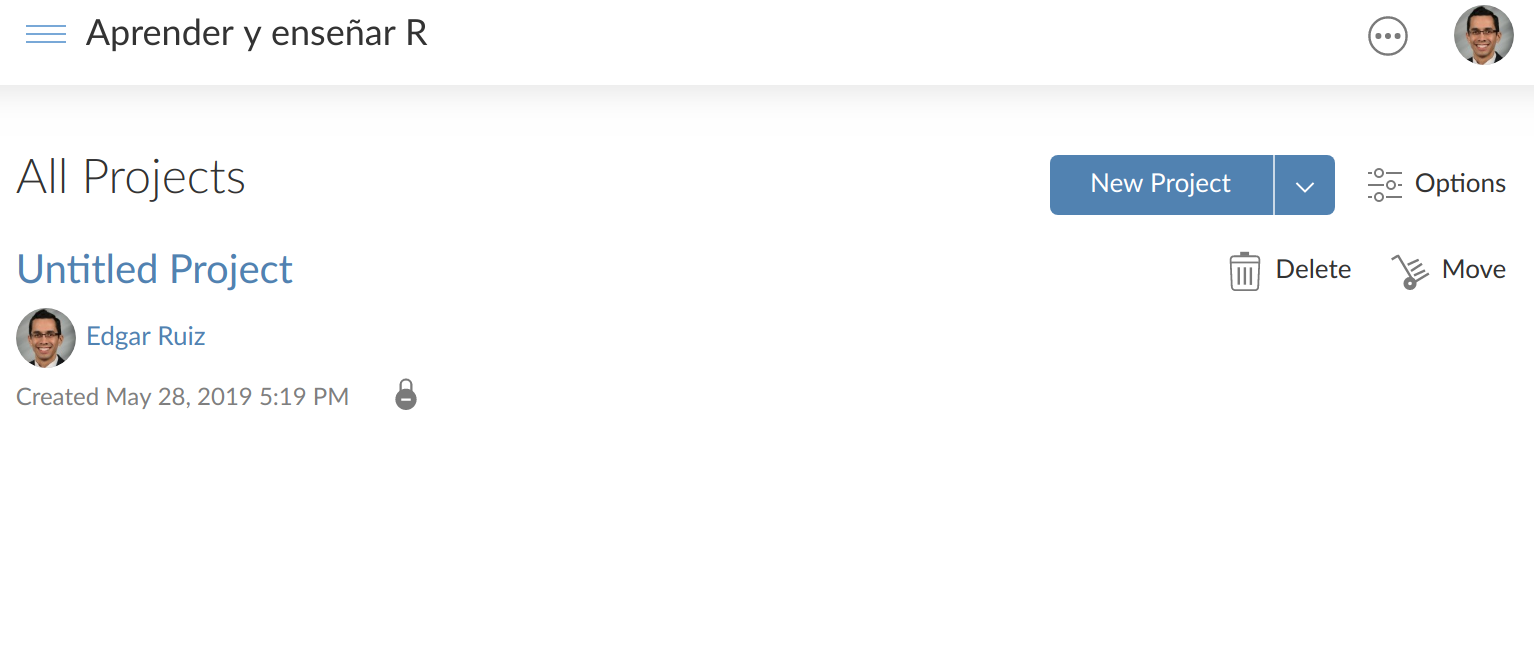 Aprender y enseñar R
All Projects
New Project
Options
Untitled Project
Delete
Move
Edgar Ruiz
Created May 28, 2019 5:19 PM